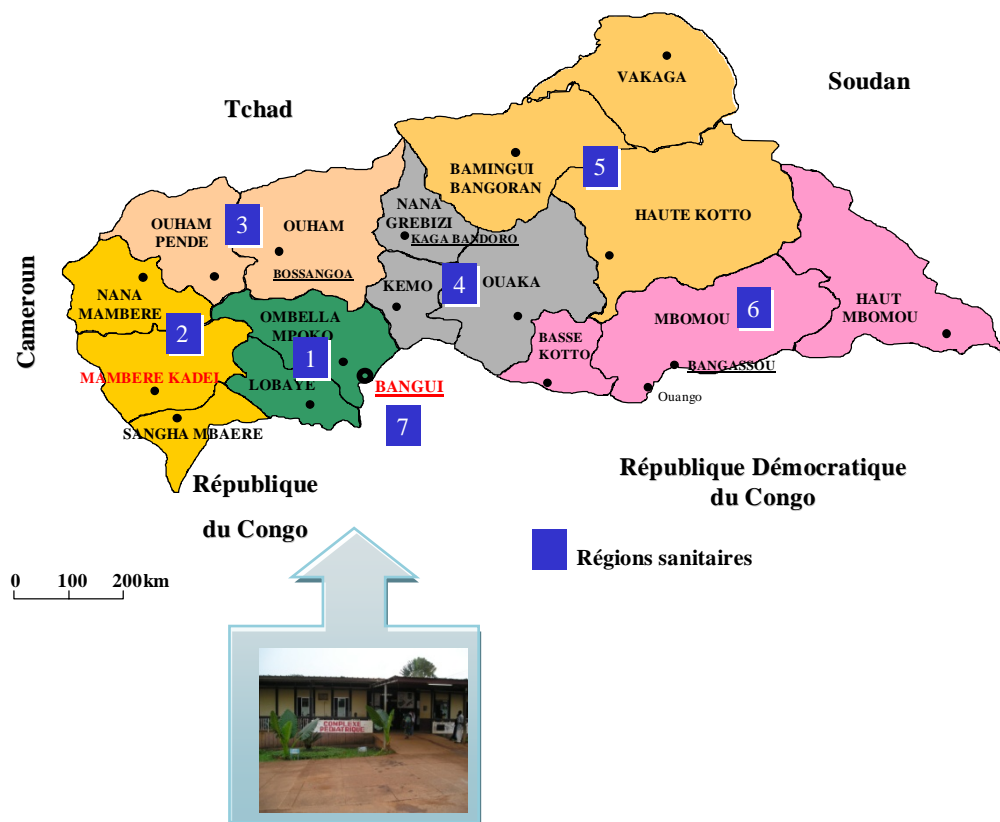 VAKAGA
Soudan
Tchad
5
BAMINGUI
BANGORAN
NANA
GREBIZI
HAUTE KOTTO
3
OUHAM
PENDE
OUHAM
KAGA BANDORO
BOSSANGOA
4
KEMO
OUAKA
Cameroun
NANA
MAMBERE
OMBELLA
MPOKO
6
MBOMOU
HAUT
MBOMOU
2
BASSE
KOTTO
1
BANGASSOU
MAMBERE KADEI
LOBAYE
BANGUI
Ouango
7
SANGHA MBAERE
République Démocratique
du Congo
République
du Congo
Régions sanitaires
0 100 200km
COMPLEXE
PEDIATRIQUE